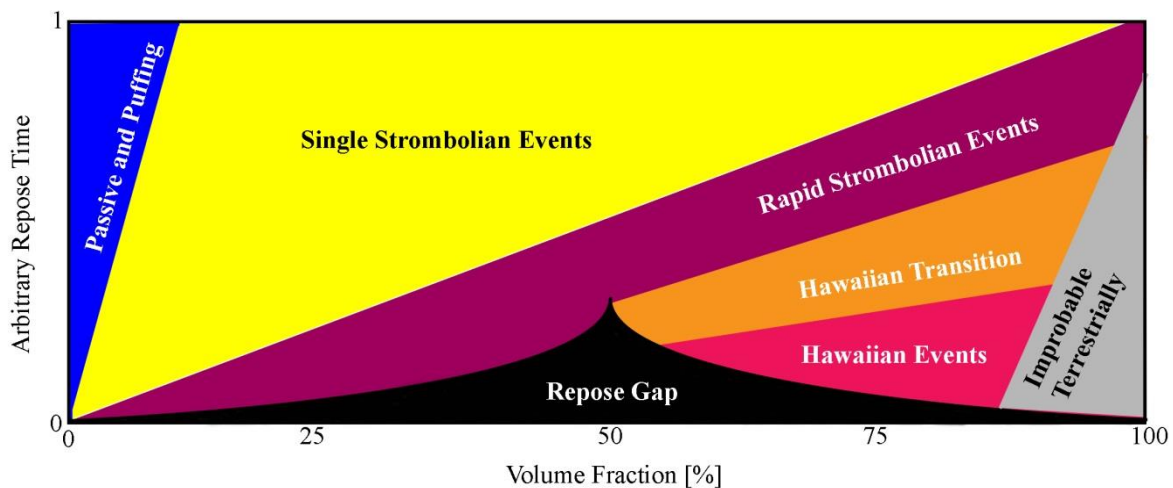 1
Passive and Puffing
Single Strombolian Events
Rapid Strombolian Events
Hawaiian Transition
Hawaiian Events
Improbable
Terrestrially
Repose Gap
Arbitrary Repose Time
0
0 25 50 75 100
Volume Fraction [%]